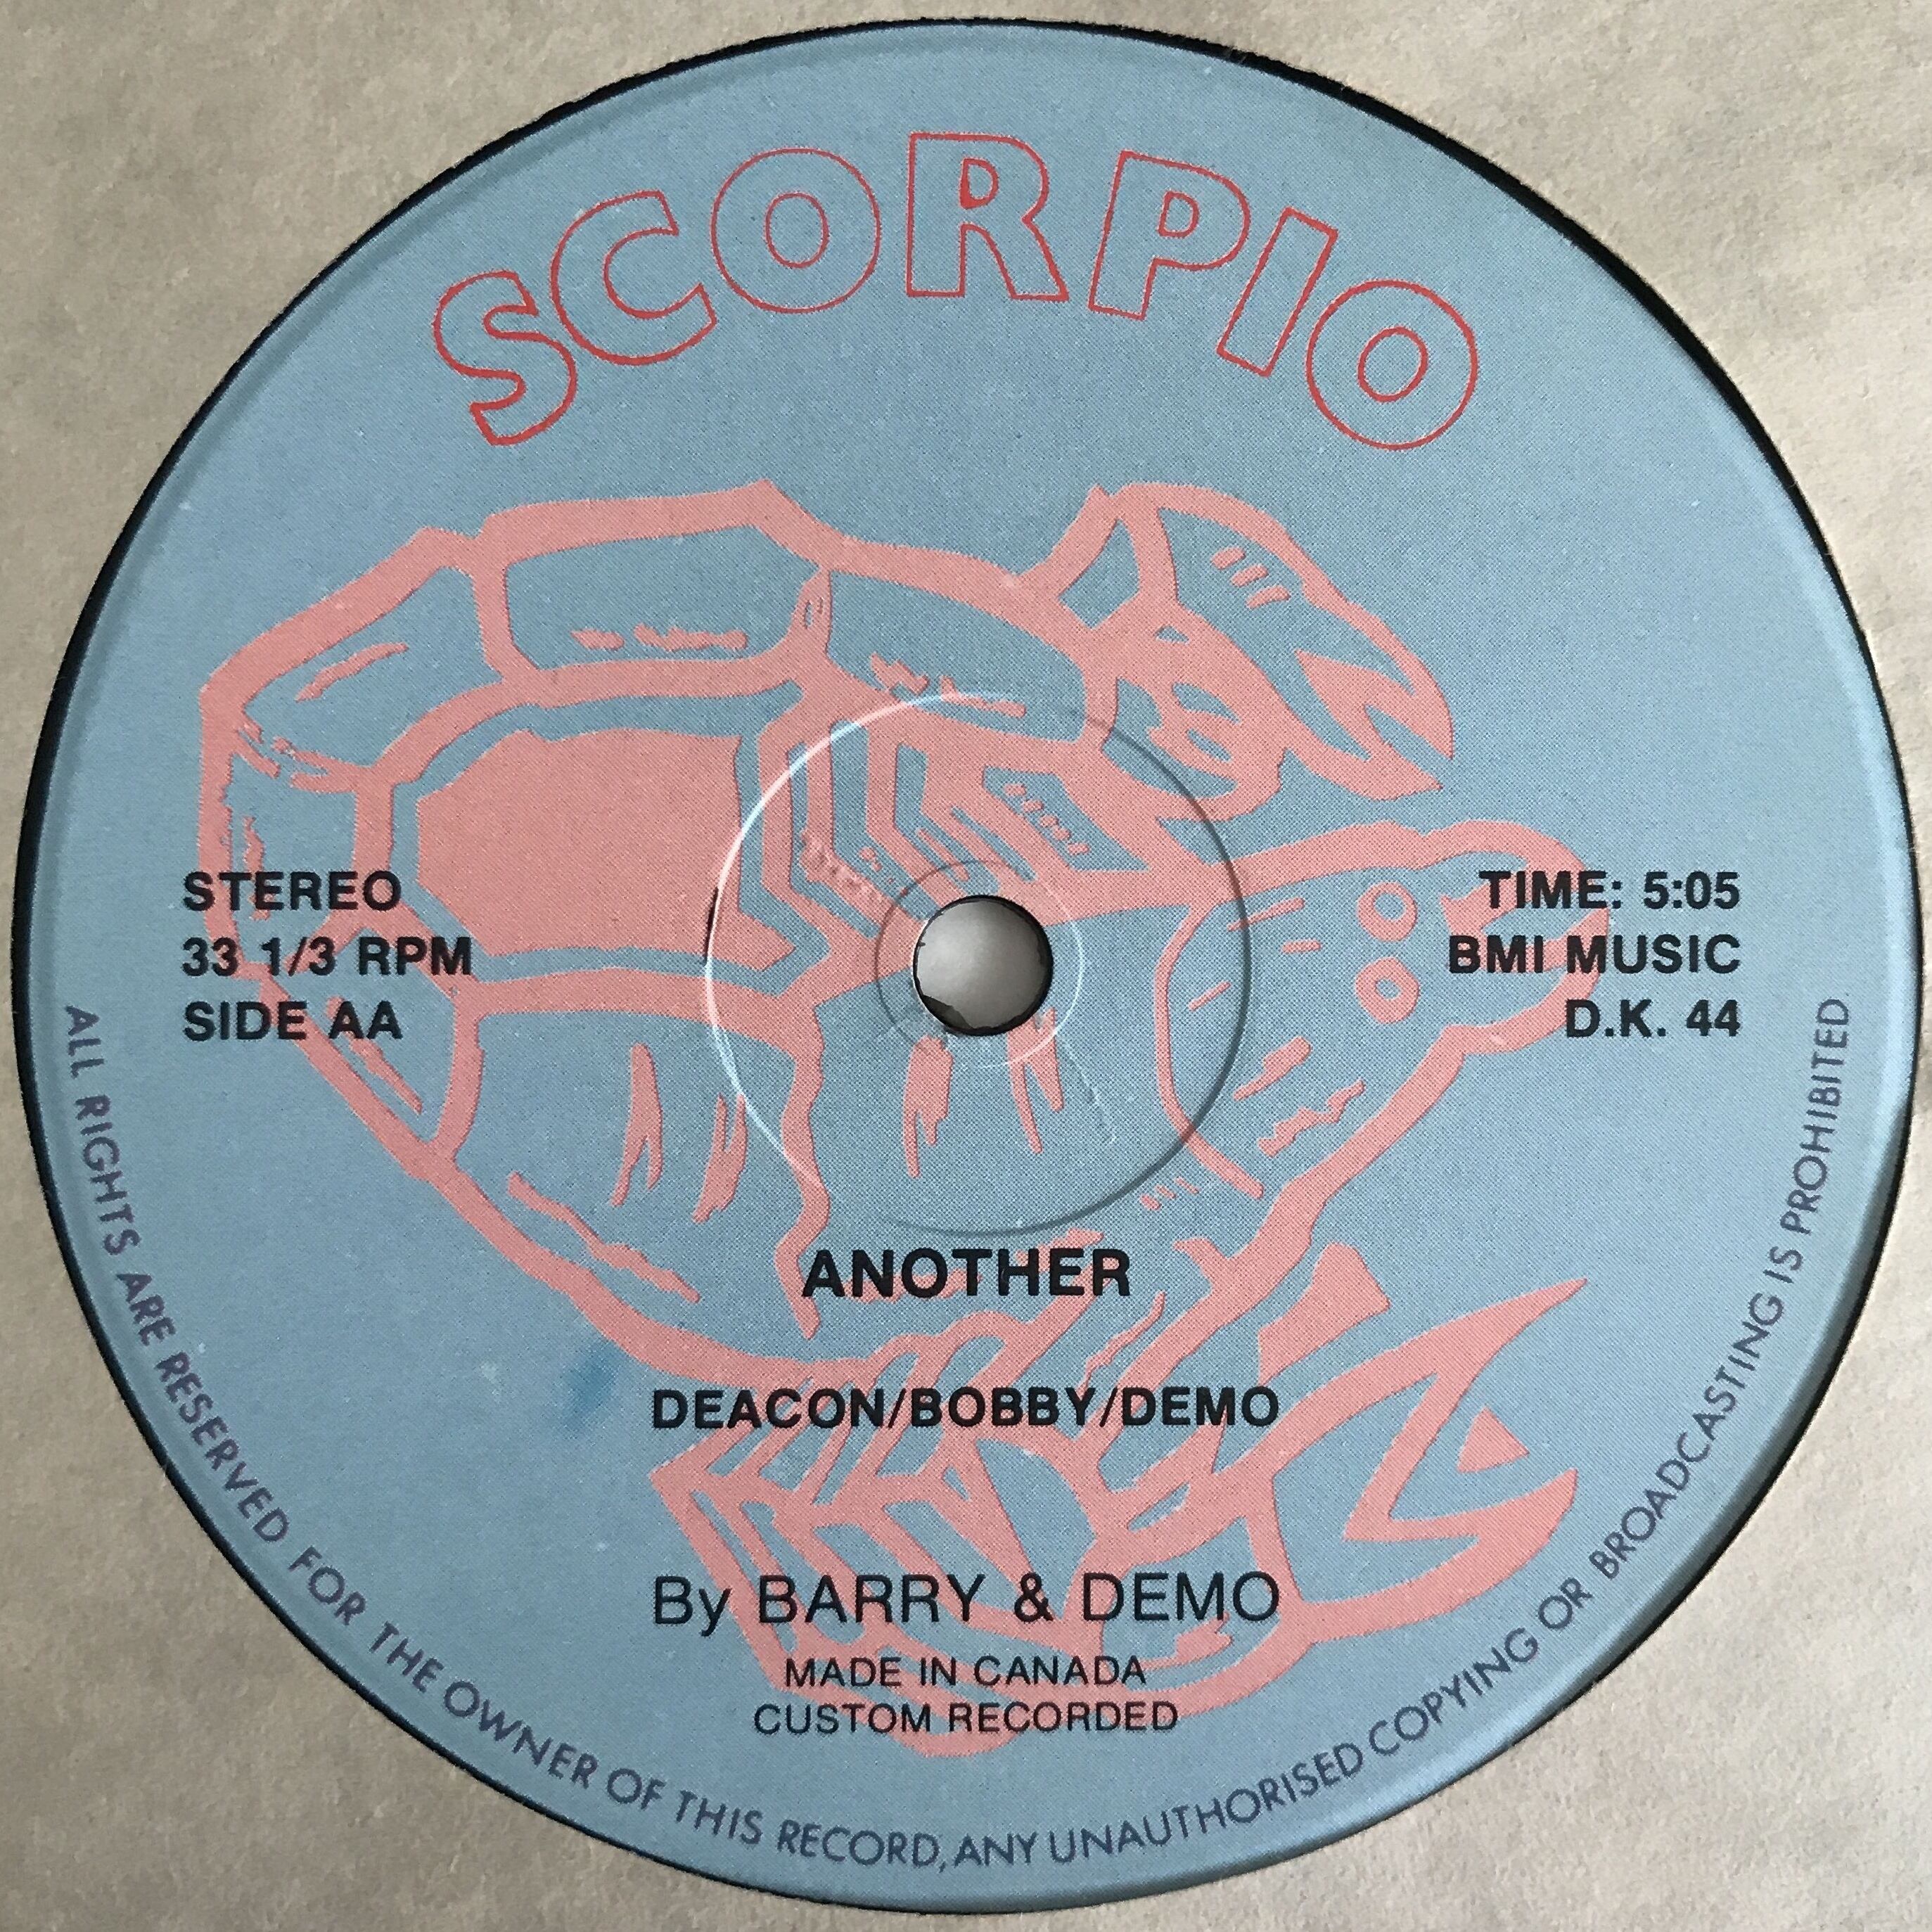 SCORPIO
STEREO
33 1/3 RPM
SIDE AA
TIME: 5:05
BMI MUSIC
D.K. 44
ANOTHER
DEACON/BOBBY/DEMO
By BARRY & DEMO
MADE IN CANADA
CUSTOM RECORDED
ALL RIGHTS ARE RESERVED FOR THE OWNER OF THIS RECORD, ANY UNAUTHORISED COPYING OR BROADCASTING IS PROHIBITED.